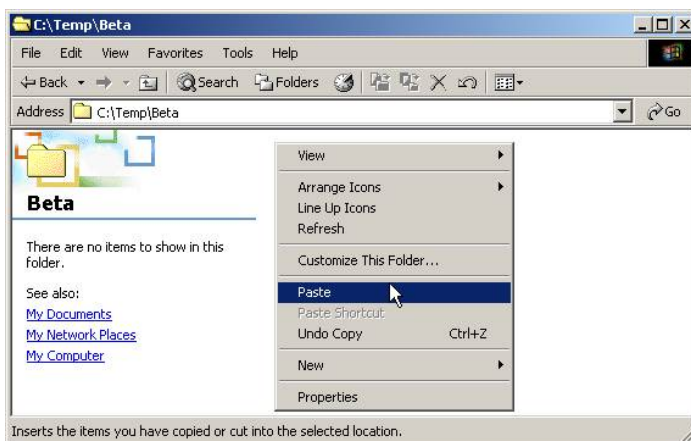 C:\Temp\Beta
File Edit View Favorites Tools Help
Back Search Folders
Address C:\Temp\Beta Go
Beta
There are no items to show in this
folder.
See also:
My Documents
My Network Places
My Computer
View
Arrange Icons
Line Up Icons
Refresh
Customize This Folder...
Paste
Paste Shortcut
Undo Copy Ctrl+Z
New
Properties
Inserts the items you have copied or cut into the selected location.